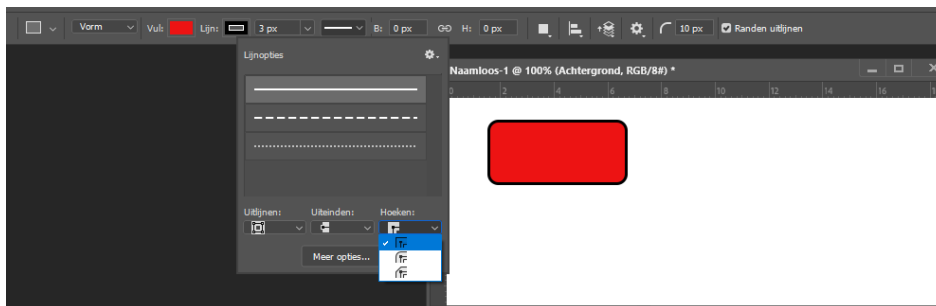 Vorm Vul: Lijn: 3 px B: 0 px H: 0 px 10 px Randen uitlijnen
Lijnopties
Naamloos-1 @ 100% (Achtergrond, RGB/8#) *
0 2 4 6 8 10 12 14 16
Uitlijnen: Uiteinden: Hoeken:
Meer opties...